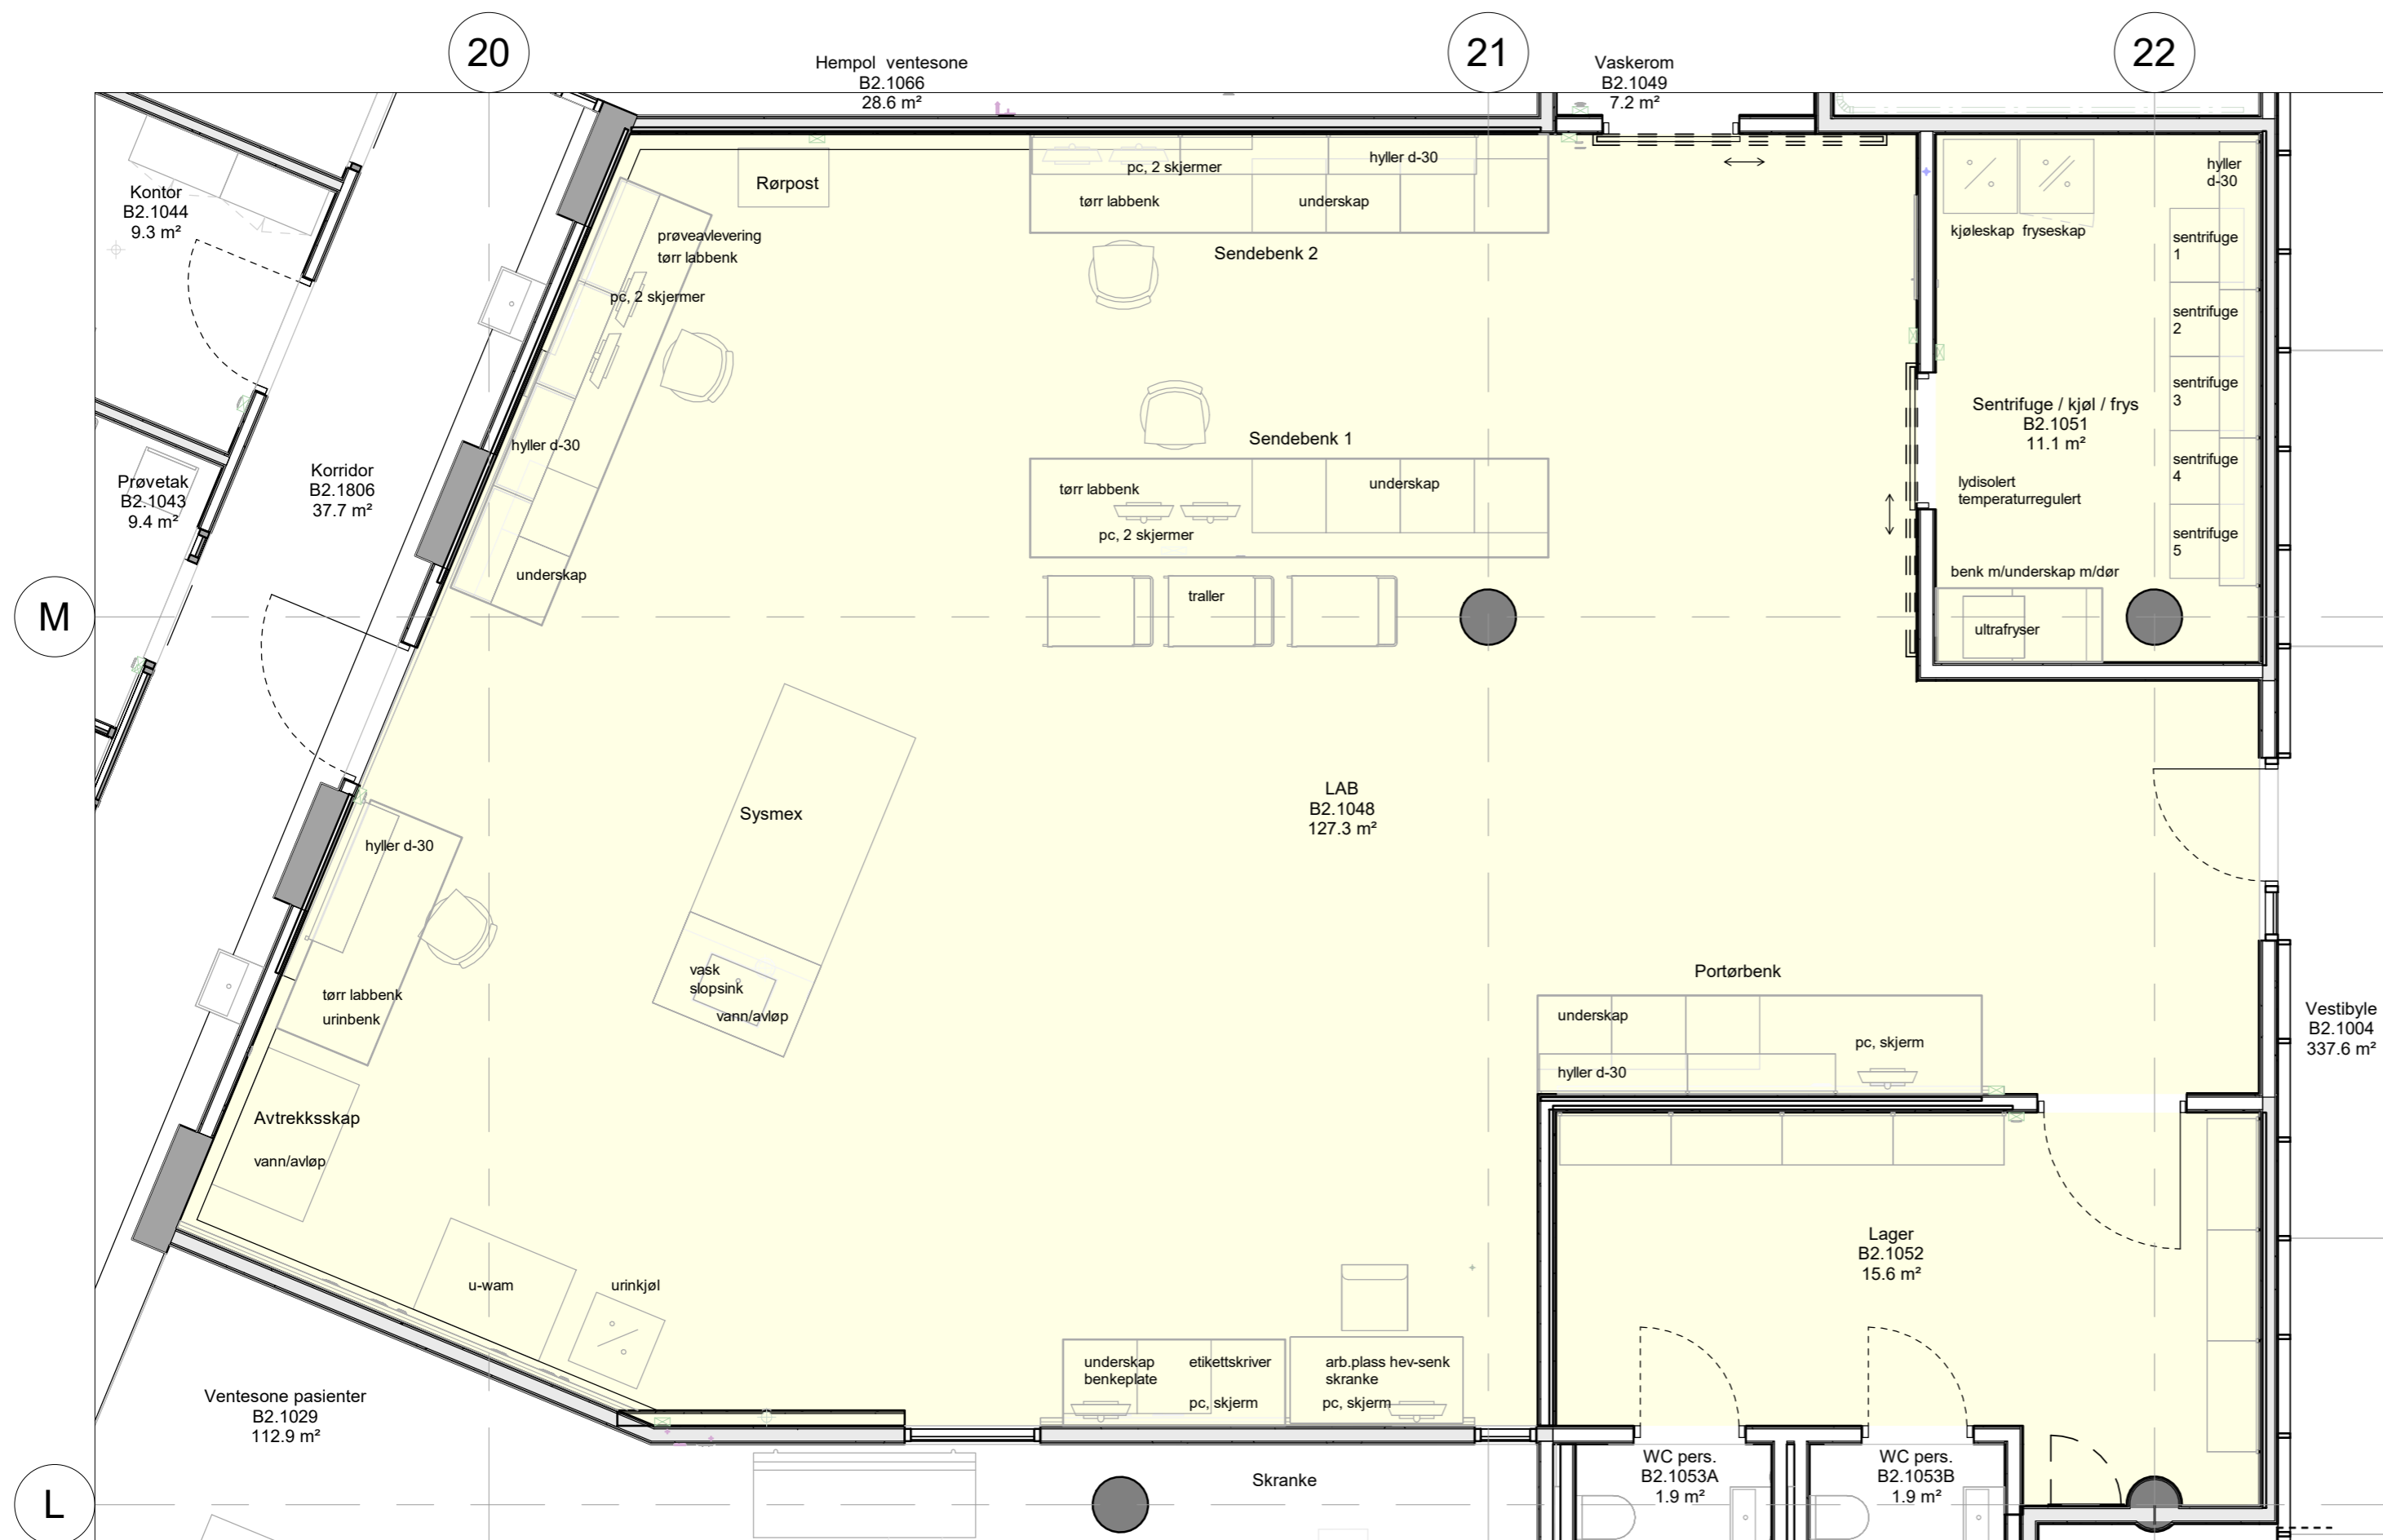 20
21
22
Hempol ventesone
B2.1066
28.6 m²
Vaskerom
B2.1049
7.2 m²
Kontor
B2.1044
9.3 m²
Rørpost
pc, 2 skjermer
hyller d-30
tørr labbenk
underskap
Sendebenk 2
hyller
d-30
kjøleskap
fryseskap
sentrifuge
1
sentrifuge
2
sentrifuge
3
sentrifuge
4
sentrifuge
5
prøveavlevering
tørr labbenk
pc, 2 skjermer
hyller d-30
underskap
Sendebenk 1
tørr labbenk
underskap
pc, 2 skjermer
traller
Sentrifuge / kjøl / frys
B2.1051
11.1 m²
lydisolert
temperaturregulert
benk m/underskap m/dør
ultrafryser
Prøvetak
B2.1043
9.4 m²
Korridor
B2.1806
37.7 m²
M
Sysmex
vask
slopsink
vann/avløp
LAB
B2.1048
127.3 m²
hyller d-30
tørr labbenk
urinbenk
Avtrekksskap
vann/avløp
Portørbenk
underskap
pc, skjerm
hyller d-30
Vestibyle
B2.1004
337.6 m²
Lager
B2.1052
15.6 m²
u-wam
urinkjøl
underskap
benkeplate
etikettskriver
pc, skjerm
arb.plass hev-senk
skranke
pc, skjerm
Ventesone pasienter
B2.1029
112.9 m²
Skranke
WC pers.
B2.1053A
1.9 m²
WC pers.
B2.1053B
1.9 m²
L